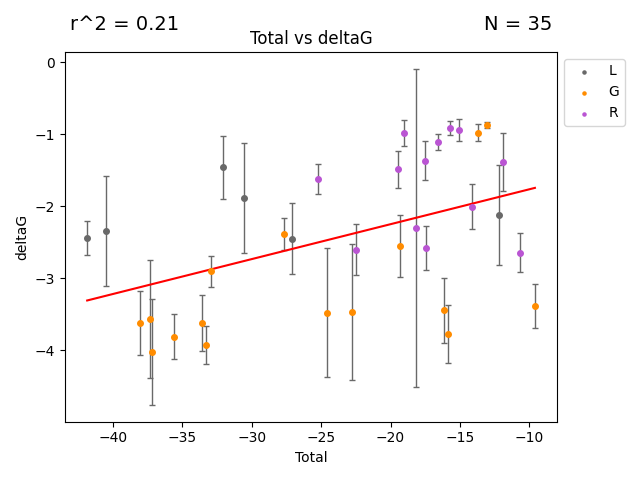 r^2 = 0.21
N = 35
Total vs deltaG
L
G
R
deltaG
0
−1
−2
−3
−4
−40
−35
−30
−25
−20
−15
−10
Total